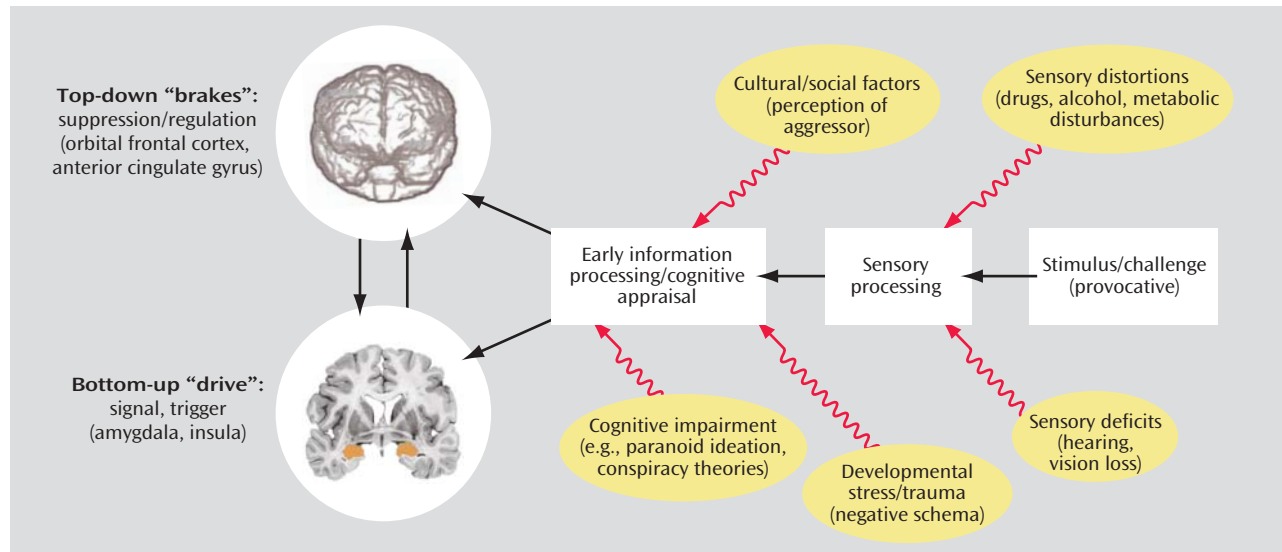 Top-down “brakes”:
suppression/regulation
(orbital frontal cortex,
anterior cingulate gyrus)
Bottom-up “drive”:
signal, trigger
(amygdala, insula)
Cultural/social factors
(perception of
aggressor)
Sensory distortions
(drugs, alcohol, metabolic
disturbances)
Early information
processing/cognitive
appraisal
Sensory
processing
Stimulus/challenge
(provocative)
Cognitive impairment
(e.g., paranoid ideation,
conspiracy theories)
Developmental
stress/trauma
(negative schema)
Sensory deficits
(hearing,
vision loss)